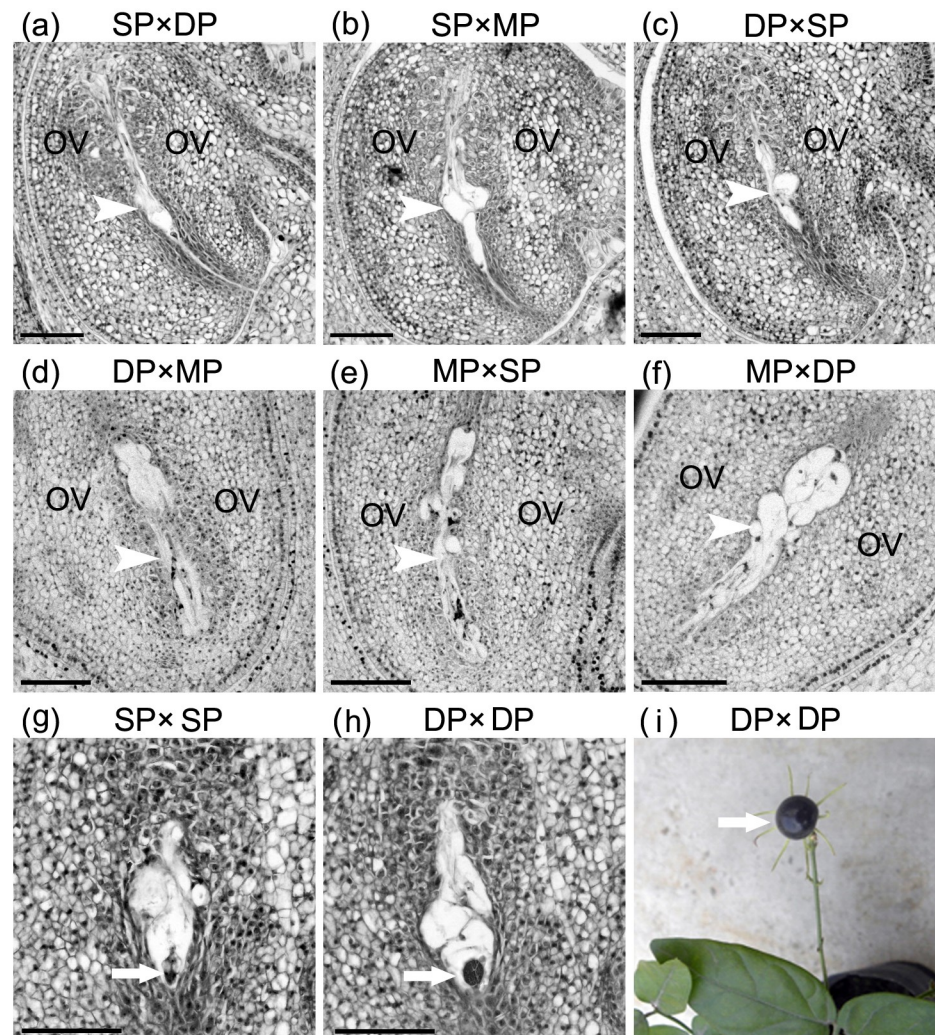 (a) SP×DP
(b) SP×MP
(c) DP×SP
OV OV
OV OV
OV OV
(d) DP×MP
(e) MP×SP
(f) MP×DP
OV OV
OV OV
OV OV
(g) SP×SP
(h) DP×DP
(i) DP×DP